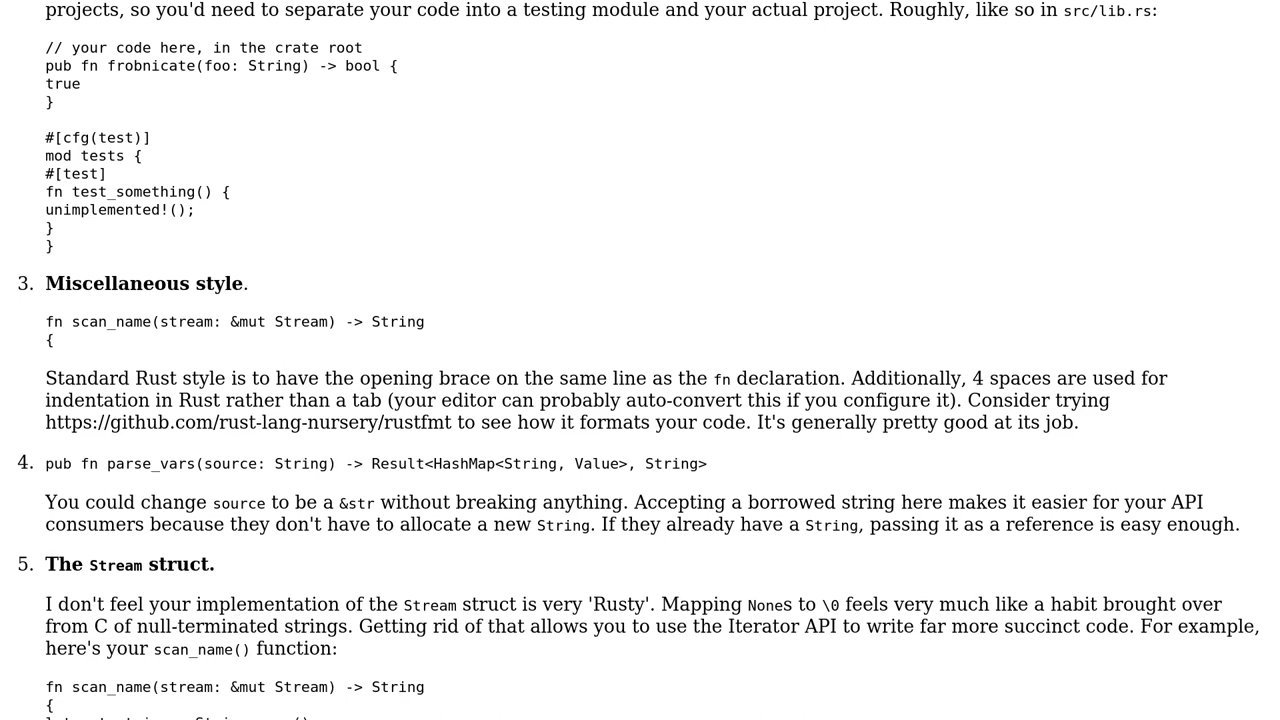 projects, so you'd need to separate your code into a testing module and your actual project. Roughly, like so in src/lib.rs:
// your code here, in the crate root
pub fn frobnicate(foo: String) -> bool {
true
}
#[cfg(test)]
mod tests {
#[test]
fn test_something() {
unimplemented!();
}
}
3. Miscellaneous style.
fn scan_name(stream: &mut Stream) -> String
{
Standard Rust style is to have the opening brace on the same line as the fn declaration. Additionally, 4 spaces are used for
indentation in Rust rather than a tab (your editor can probably auto-convert this if you configure it). Consider trying
https://github.com/rust-lang-nursery/rustfmt to see how it formats your code. It's generally pretty good at its job.
4. pub fn parse_vars(source: String) -> Result<HashMap<String, Value>, String>
You could change source to be a &str without breaking anything. Accepting a borrowed string here makes it easier for your API
consumers because they don't have to allocate a new String. If they already have a String, passing it as a reference is easy enough.
5. The Stream struct.
I don't feel your implementation of the Stream struct is very 'Rusty'. Mapping Nones to \0 feels very much like a habit brought over
from C of null-terminated strings. Getting rid of that allows you to use the Iterator API to write far more succinct code. For example,
here's your scan_name() function:
fn scan_name(stream: &mut Stream) -> String
{